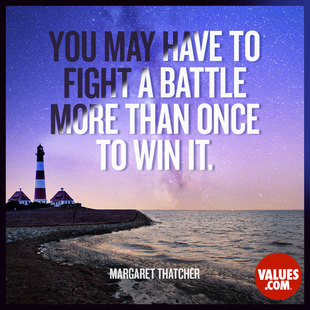 YOU MAY HAVE TO
FIGHT A BATTLE
MORE THAN ONCE
TO WIN IT.
MARGARET THATCHER
VALUES
.COM®